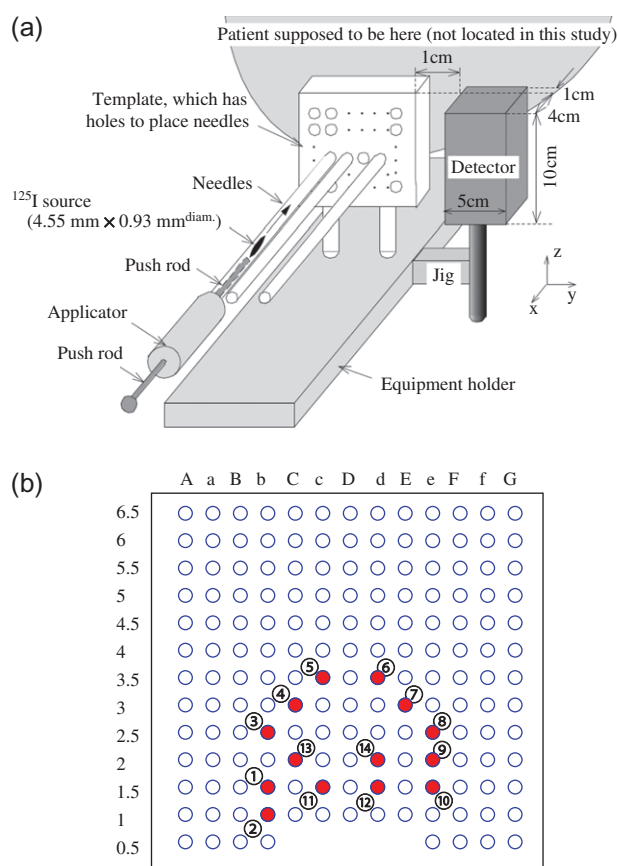 (a)
Patient supposed to be here (not located in this study)
1cm
Template, which has
holes to place needles
1cm
4cm
10cm
Detector
5cm
Needles
¹²⁵I source
(4.55 mm × 0.93 mm^diam.)
Push rod
Jig
z
y
x
Applicator
Push rod
Equipment holder
(b)
A a B b C c D d E e F f G
6.5
6
5.5
5
4.5
4
3.5 ⑤ ⑥
3 ④ ⑦
2.5 ③ ⑧
2 ⑬ ⑭ ⑨
1.5 ① ⑪ ⑫ ⑩
1 ②
0.5